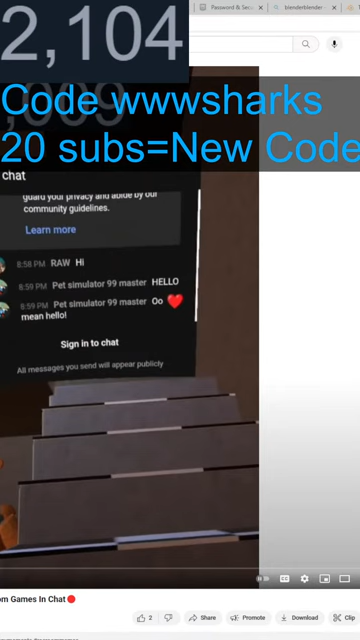 Password & Secu
blenderblender
2,104
Code wwwsharks
20 subs=New Code
chat
guard your privacy and abide by our
community guidelines.
Learn more
8:58 PM RAW Hi
8:59 PM Pet simulator 99 master HELLO
8:59 PM Pet simulator 99 master Oo ❤️
mean hello!
Sign in to chat
All messages you send will appear publicly
om Games In Chat🔴
2 Share Promote Download Clip